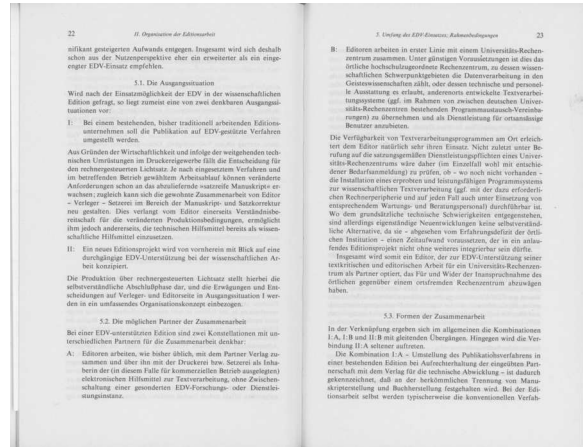 22
II. Organisation der Editionsarbeit
nifikant gesteigerten Aufwands entgegen. Insgesamt wird sich deshalb
schon aus der Nutzenperspektive eher ein erweiterter als ein einge-
engter EDV-Einsatz empfehlen.
5.1. Die Ausgangssituation
Wird nach der Einsatzmöglichkeit der EDV in der wissenschaftlichen
Edition gefragt, so liegt zumeist eine von zwei denkbaren Ausgangssi-
tuationen vor:
I: Bei einem bestehenden, bisher traditionell arbeitenden Editions-
unternehmen soll die Publikation auf EDV-gestützte Verfahren
umgestellt werden.
Aus Gründen der Wirtschaftlichkeit und infolge der weitgehenden tech-
nischen Umrüstungen im Druckereigewerbe fällt die Entscheidung für
den rechnergesteuerten Lichtsatz. Je nach eingesetztem Verfahren und
im betreffenden Betrieb gewähltem Arbeitsablauf können veränderte
Anforderungen schon an das abzuliefernde »satzreife Manuskript« er-
wachsen; zugleich kann sich die gewohnte Zusammenarbeit von Editor
- Verleger - Setzerei im Bereich der Manuskript- und Satzkorrektur
neu gestalten. Dies verlangt vom Editor einerseits Verständnisbe-
reitschaft für die veränderten Produktionsbedingungen, ermöglicht
ihm jedoch andererseits, die technischen Hilfsmittel bereits als wissen-
schaftliche Hilfsmittel einzusetzen.
II: Ein neues Editionsprojekt wird von vornherein mit Blick auf eine
durchgängige EDV-Unterstützung bei der wissenschaftlichen Ar-
beit konzipiert.
Die Produktion über rechnergesteuerten Lichtsatz stellt hierbei die
selbstverständliche Abschlußphase dar, und die Erwägungen und Ent-
scheidungen auf Verleger- und Editorseite in Ausgangssituation I wer-
den in ein umfassendes Organisationskonzept einbezogen.
5.2. Die möglichen Partner der Zusammenarbeit
Bei einer EDV-unterstützten Edition sind zwei Konstellationen mit un-
terschiedlichen Partnern für die Zusammenarbeit denkbar:
A: Editoren arbeiten, wie bisher üblich, mit dem Partner Verlag zu-
sammen und über ihn mit der Druckerei bzw. Setzerei als Inha-
berin der (in diesem Falle für kommerziellen Betrieb ausgelegten)
elektronischen Hilfsmittel zur Textverarbeitung, ohne Zwischen-
schaltung einer gesonderten EDV-Forschungs- oder Dienstlei-
stungsinstanz.
5. Umfang des EDV-Einsatzes; Rahmenbedingungen
23
B: Editoren arbeiten in erster Linie mit einem Universitäts-Rechen-
zentrum zusammen. Unter günstigen Voraussetzungen ist dies das
örtliche hochschulzugeordnete Rechenzentrum, zu dessen wissen-
schaftlichen Schwerpunktgebieten die Datenverarbeitung in den
Geisteswissenschaften zählt, oder dessen technische und personel-
le Ausstattung es erlaubt, anderenorts entwickelte Textverarbei-
tungssysteme (ggf. im Rahmen von zwischen deutschen Univer-
sitäts-Rechenzentren bestehenden Programmaustausch-Vereinba-
rungen) zu übernehmen und als Dienstleistung für ortsansässige
Benutzer anzubieten.
Die Verfügbarkeit von Textverarbeitungsprogrammen am Ort erleich-
tert dem Editor natürlich sehr ihren Einsatz. Nicht zuletzt unter Be-
rufung auf die satzungsgemäßen Dienstleistungspflichten eines Univer-
sitäts-Rechenzentrums wäre daher (im Einzelfall wohl mit entschie-
dener Bedarfsanmeldung) zu prüfen, ob - wo noch nicht vorhanden -
die Installation eines erproben und leistungsfähigen Programmsystems
zur wissenschaftlichen Textverarbeitung (ggf. mit der dazu erforderli-
chen Rechnerperipherie und auf jeden Fall auch unter Einsetzung von
entsprechendem Wartungs- und Beratungspersonal) durchführbar ist.
Wo dem grundsätzliche technische Schwierigkeiten entgegenstehen,
sind allerdings eigenständige Neuentwicklungen keine selbstverständ-
liche Alternative, da sie - abgesehen vom Erfahrungsdefizit der örtli-
chen Institution - einen Zeitaufwand voraussetzen, der in ein anlau-
fendes Editionsprojekt nicht ohne weiteres integrierbar sein dürfte.
Insgesamt wird somit ein Editor, der zur EDV-Unterstützung seiner
textkritischen und editorischen Arbeit für ein Universitäts-Rechenzen-
trum als Partner optiert, das Für und Wider der Inanspruchnahme des
örtlichen gegenüber einem ortsfremden Rechenzentrum abzuwägen
haben.
5.3. Formen der Zusammenarbeit
In der Verknüpfung ergeben sich im allgemeinen die Kombinationen
I:A, I:B und II:B mit gleitenden Übergängen. Hingegen wird die Ver-
bindung II:A seltener auftreten.
Die Kombination I:A - Umstellung des Publikationsverfahrens in
einer bestehenden Edition bei Aufrechterhaltung der eingeübten Part-
nerschaft mit dem Verlag für die technische Abwicklung - ist dadurch
gekennzeichnet, daß an der herkömmlichen Trennung von Manu-
skripterstellung und Buchherstellung festgehalten wird. Bei der Edi-
tionsarbeit selbst werden typischerweise die konventionellen Verfah-